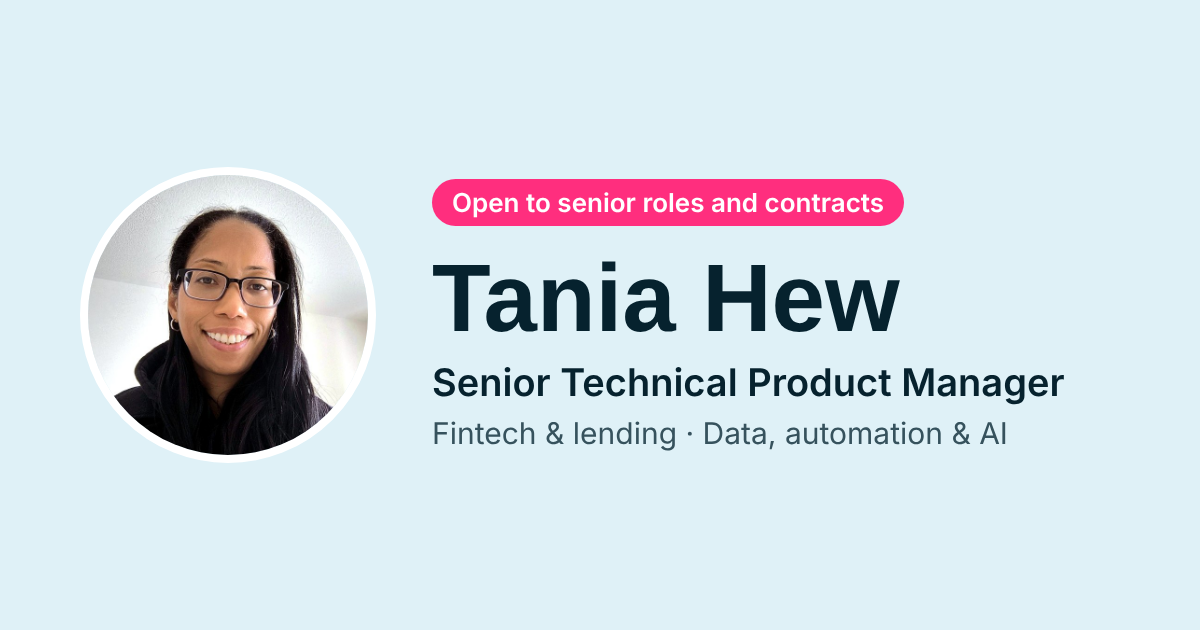 Open to senior roles and contracts
Tania Hew
Senior Technical Product Manager
Fintech & lending · Data, automation & AI